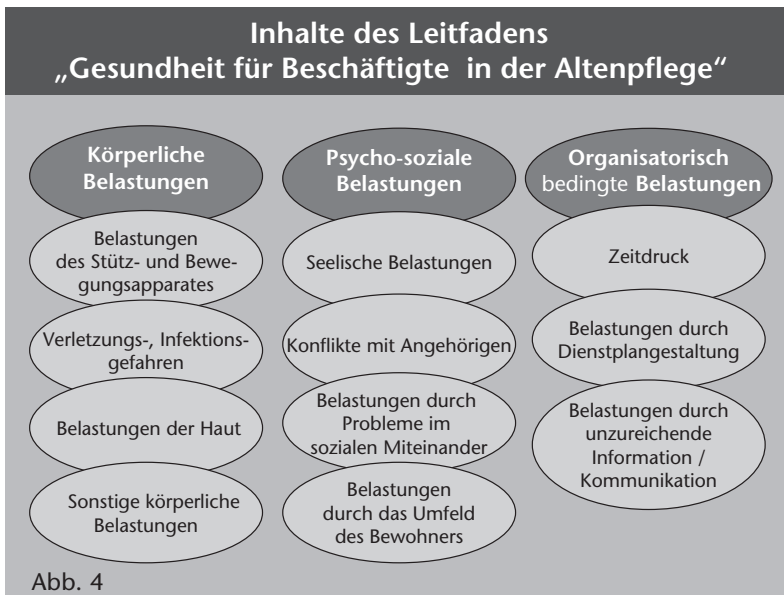 Inhalte des Leitfadens
„Gesundheit für Beschäftigte in der Altenpflege“
Körperliche
Belastungen
Belastungen
des Stütz- und Bewe-
gungsapparates
Verletzungs-, Infektions-
gefahren
Belastungen der Haut
Sonstige körperliche
Belastungen
Psycho-soziale
Belastungen
Seelische Belastungen
Konflikte mit Angehörigen
Belastungen durch
Probleme im
sozialen Miteinander
Belastungen
durch das Umfeld
des Bewohners
Organisatorisch
bedingte Belastungen
Zeitdruck
Belastungen durch
Dienstplangestaltung
Belastungen durch
unzureichende
Information /
Kommunikation
Abb. 4